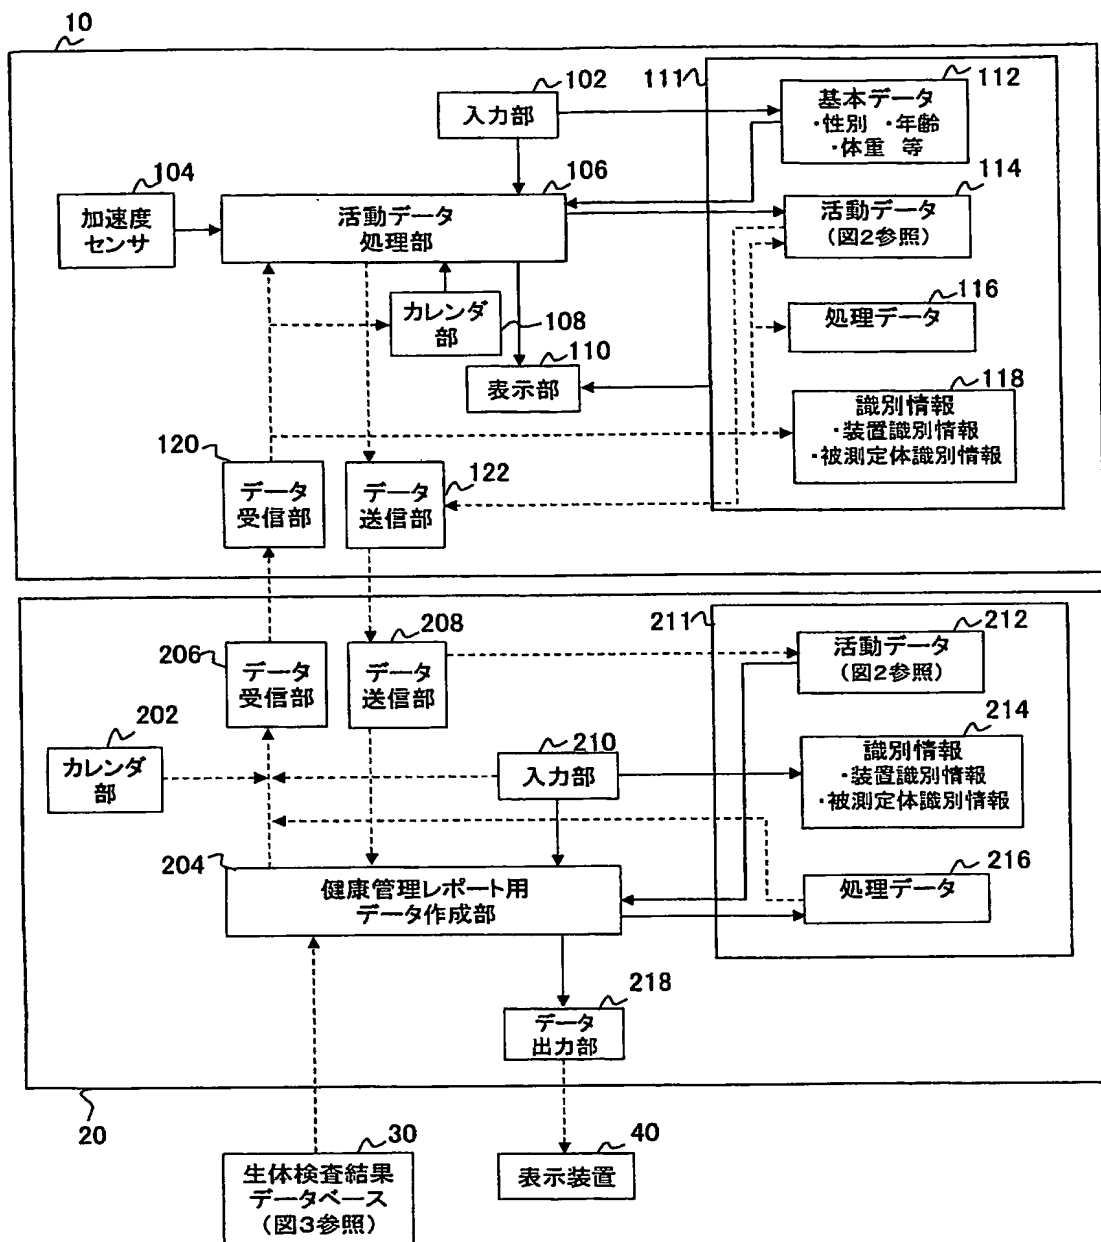 10
102
入力部
111
112
基本データ
・性別 ・年齢
・体重 等
104
加速度
センサ
106
活動データ
処理部
114
活動データ
(図2参照)
カレンダ
部
108
116
処理データ
110
表示部
118
識別情報
・装置識別情報
・被測定体識別情報
120
データ
受信部
122
データ
送信部
206
データ
受信部
208
データ
送信部
211
212
活動データ
(図2参照)
202
カレンダ
部
210
入力部
214
識別情報
・装置識別情報
・被測定体識別情報
204
健康管理レポート用
データ作成部
216
処理データ
218
データ
出力部
20
30
生体検査結果
データベース
(図3参照)
40
表示装置